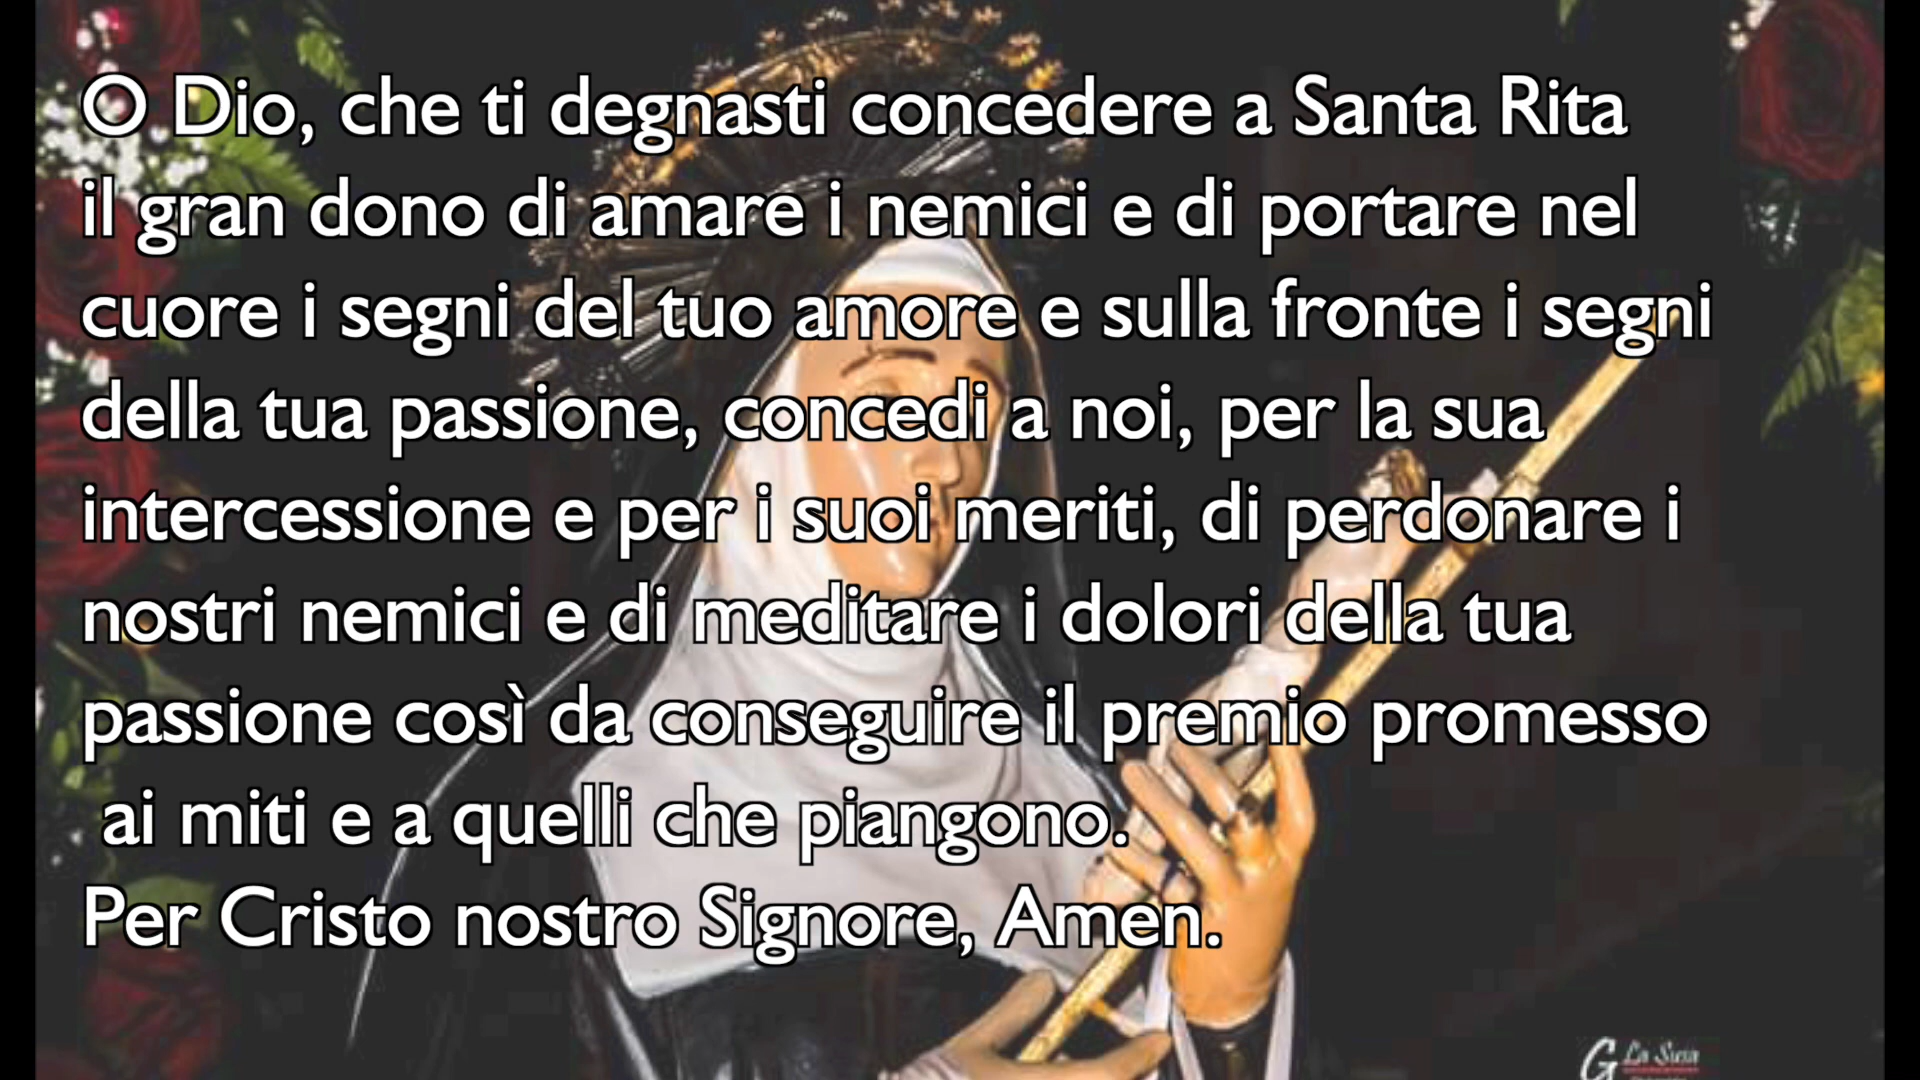 O Dio, che ti degnasti concedere a Santa Rita
il gran dono di amare i nemici e di portare nel
cuore i segni del tuo amore e sulla fronte i segni
della tua passione, concedi a noi, per la sua
intercessione e per i suoi meriti, di perdonare i
nostri nemici e di meditare i dolori della tua
passione così da conseguire il premio promesso
ai miti e a quelli che piangono.
Per Cristo nostro Signore, Amen.
G La Susa